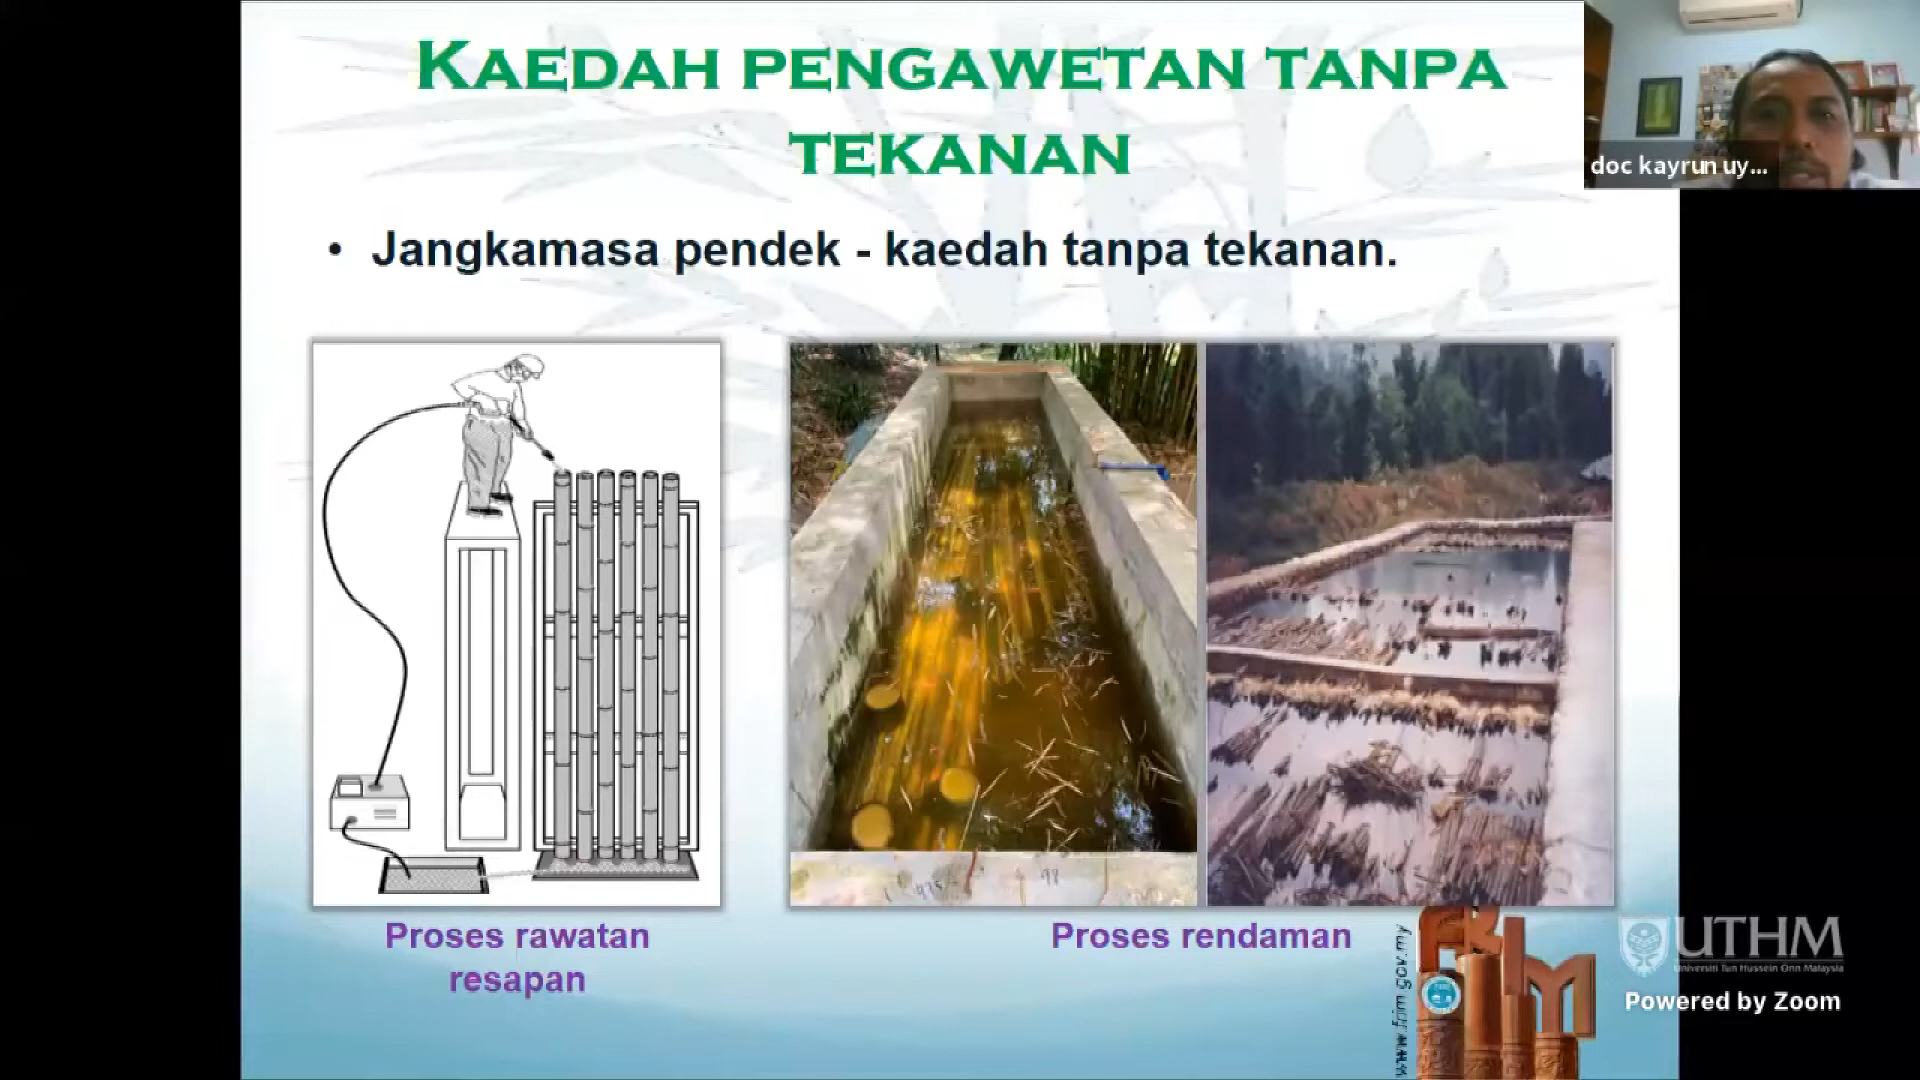 KAEDAH PENGAWETAN TANPA
TEKANAN
• Jangkamasa pendek - kaedah tanpa tekanan.
Proses rawatan
resapan
Proses rendaman
doc kayrun uy...
www.frim.gov.my
FRIM
UTHM
Universiti Tun Hussein Onn Malaysia
Powered by Zoom